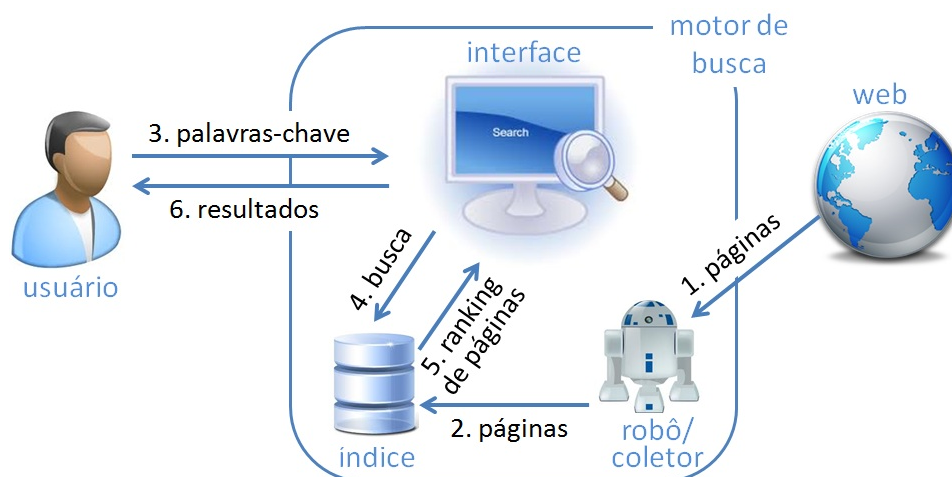 motor de
busca
interface
web
Search
3. palavras-chave
6. resultados
usuário
4. busca
5. ranking
de páginas
1. páginas
2. páginas
índice
robô/
coletor